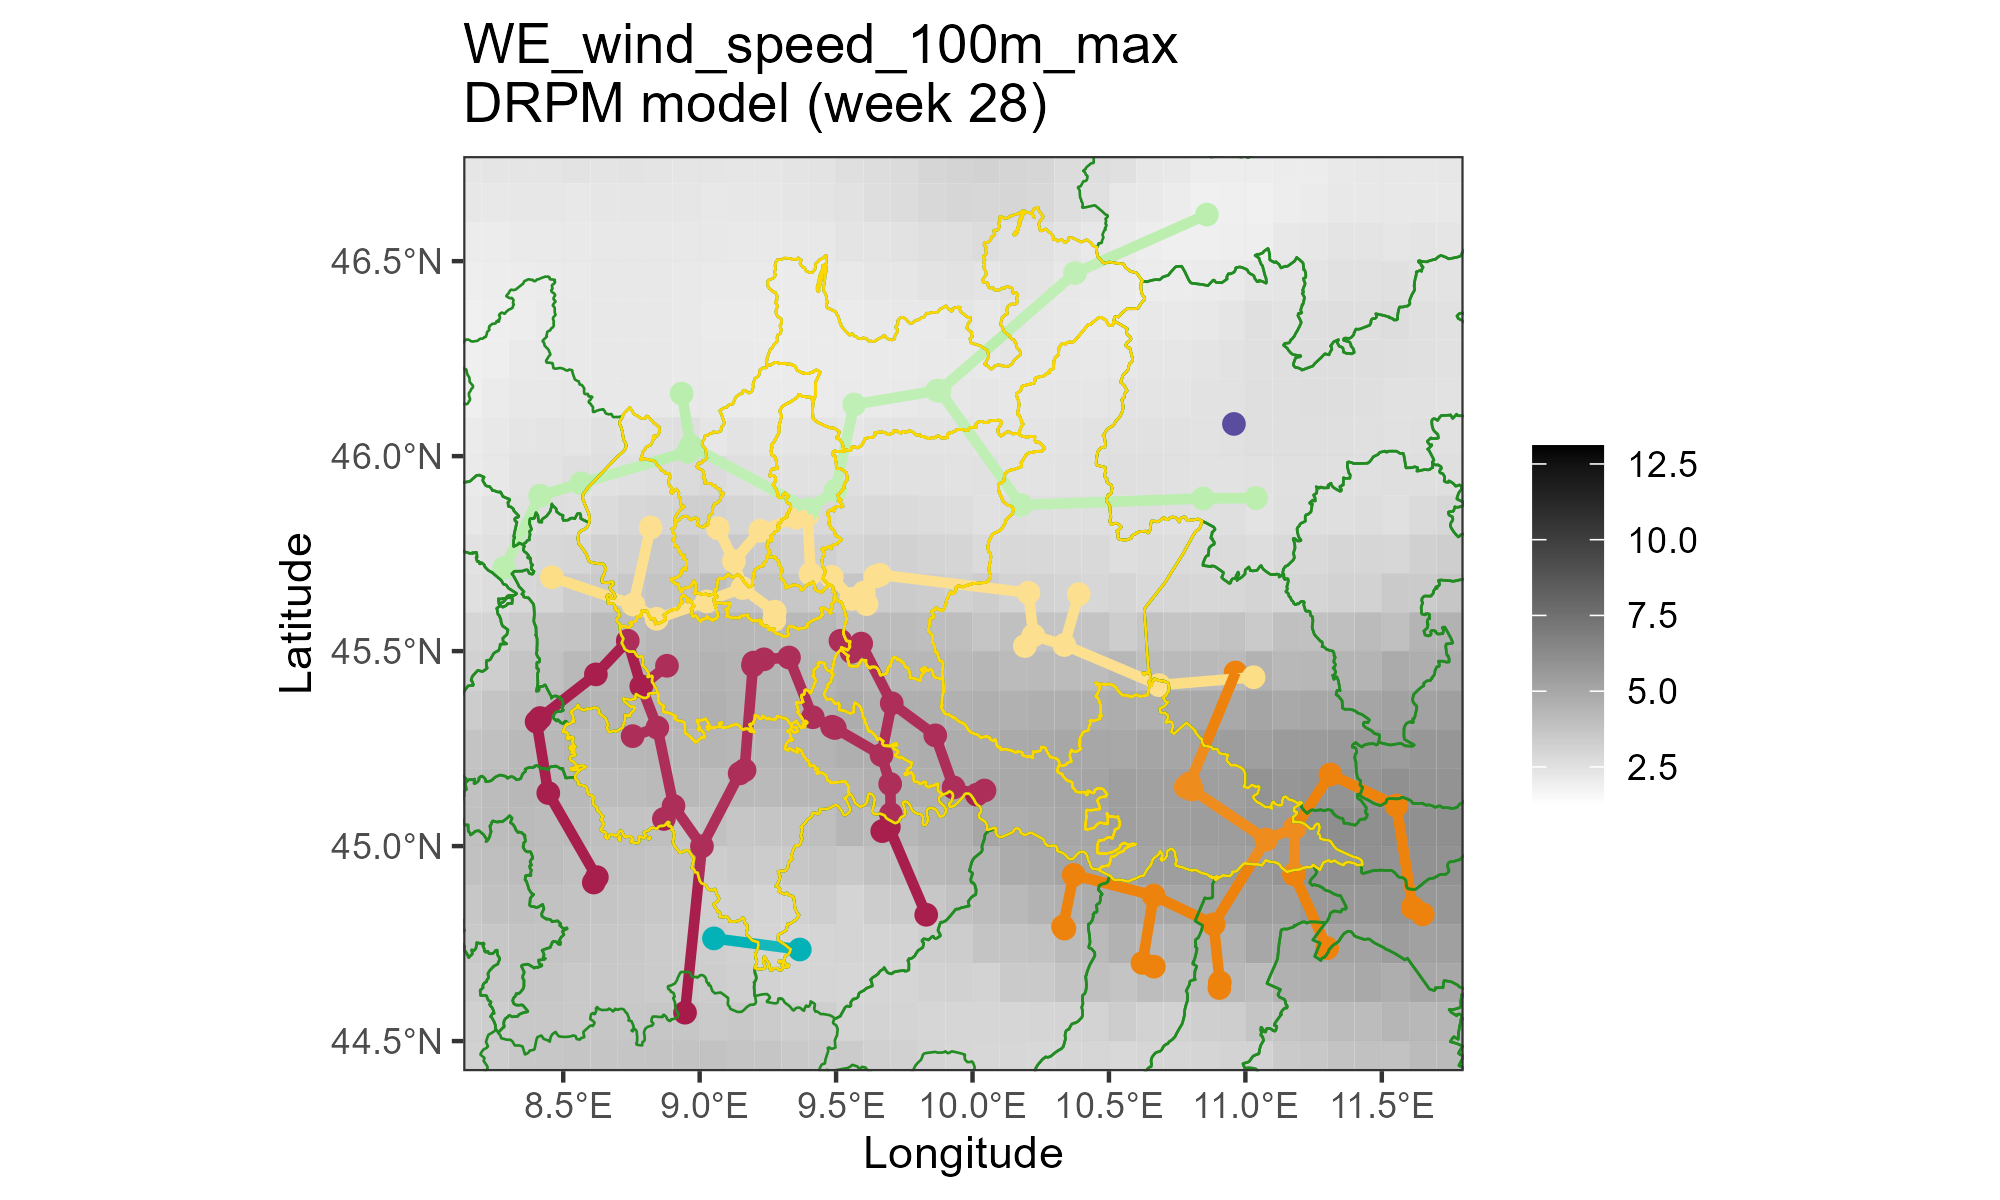 WE_wind_speed_100m_max
DRPM model (week 28)
Latitude
46.5°N
46.0°N
45.5°N
45.0°N
44.5°N
8.5°E
9.0°E
9.5°E
10.0°E
10.5°E
11.0°E
11.5°E
Longitude
12.5
10.0
7.5
5.0
2.5